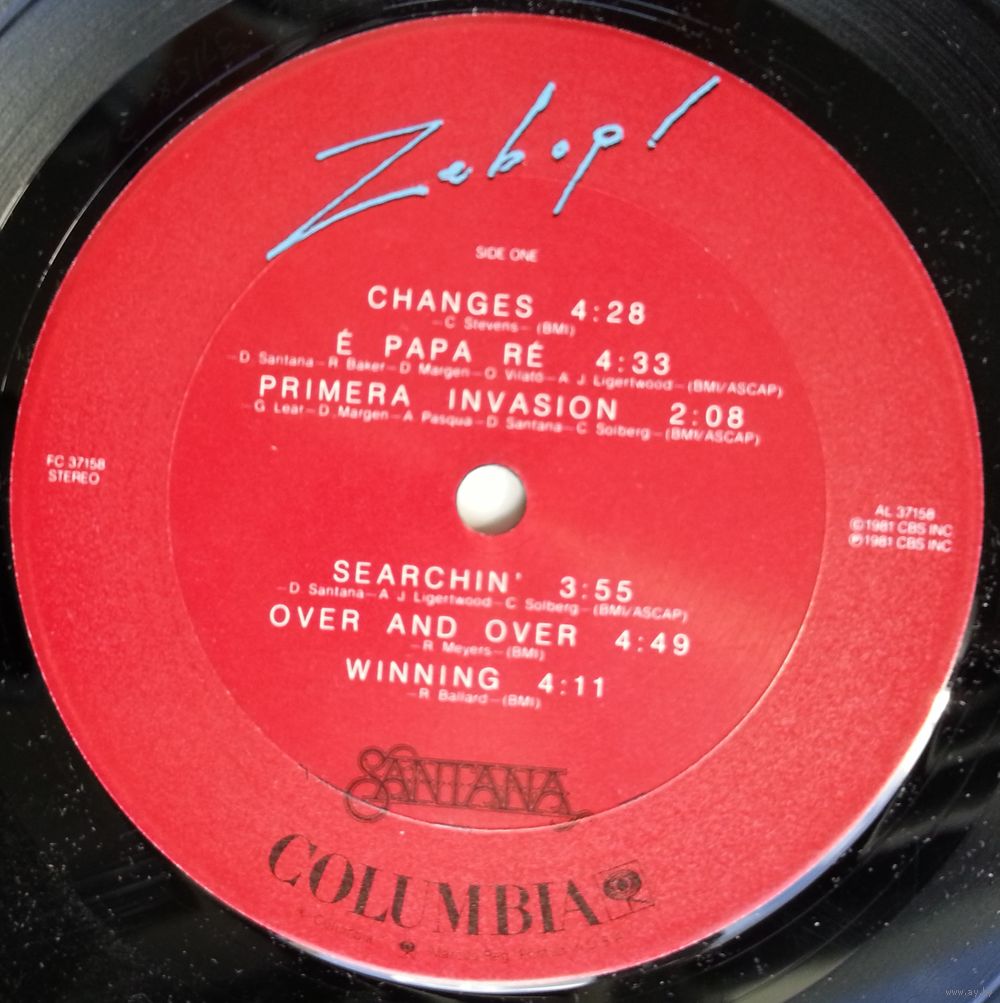 Zebop!
SIDE ONE
CHANGES 4:28
—C Stevens— (BMI)
É PAPA RÉ 4:33
—D Santana—R Baker—D Margen—O Vilató—A J Ligertwood—(BMI/ASCAP)
PRIMERA INVASION 2:08
—G Lear—D Margen—A Pasqua—D Santana—C Solberg—(BMI/ASCAP)
FC 37158
STEREO
AL 37158
©1981 CBS INC
℗1981 CBS INC
SEARCHIN' 3:55
—D Santana—A J Ligertwood—C Solberg—(BMI/ASCAP)
OVER AND OVER 4:49
—R Meyers—(BMI)
WINNING 4:11
—R Ballard—(BMI)
SANTANA
COLUMBIA